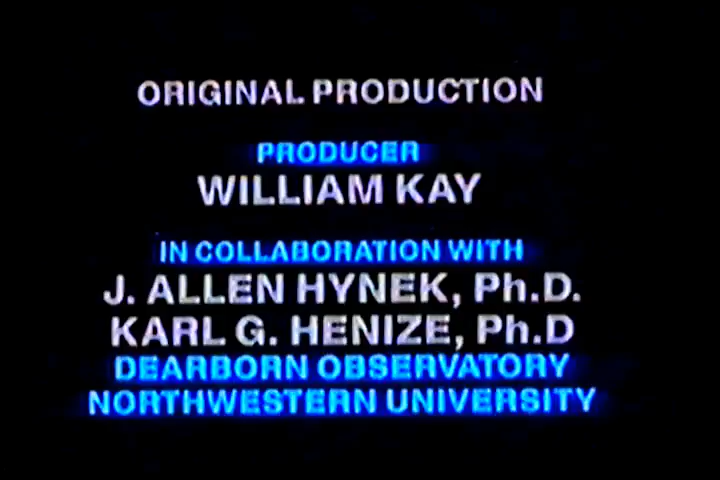 ORIGINAL PRODUCTION
PRODUCER
WILLIAM KAY
IN COLLABORATION WITH
J. ALLEN HYNEK, Ph.D.
KARL G. HENIZE, Ph.D
DEARBORN OBSERVATORY
NORTHWESTERN UNIVERSITY